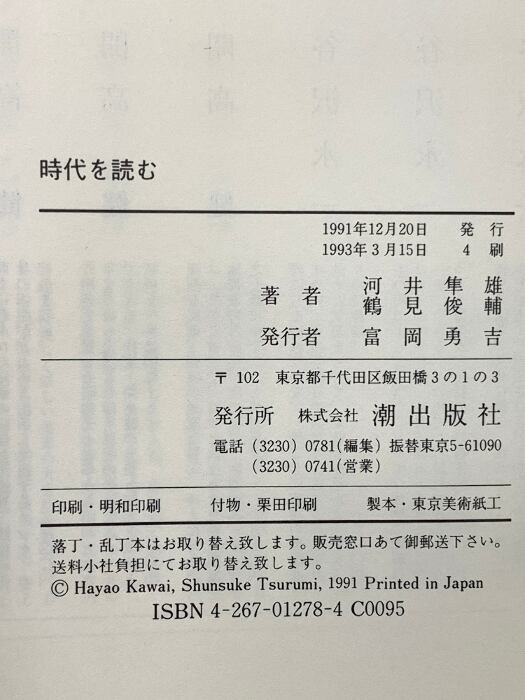 時代を読む
1991年12月20日 発行
1993年3月15日 4刷
著者 河井隼雄
鶴見俊輔
発行者 富岡勇吉
〒102 東京都千代田区飯田橋3の1の3
発行所 株式会社 潮出版社
電話 (3230) 0781(編集) 振替東京5-61090
(3230) 0741(営業)
印刷・明和印刷 付物・栗田印刷 製本・東京美術紙工
落丁・乱丁本はお取り替え致します。販売窓口あて御郵送下さい。
送料小社負担にてお取り替え致します。
© Hayao Kawai, Shunsuke Tsurumi, 1991 Printed in Japan
ISBN 4-267-01278-4 C0095